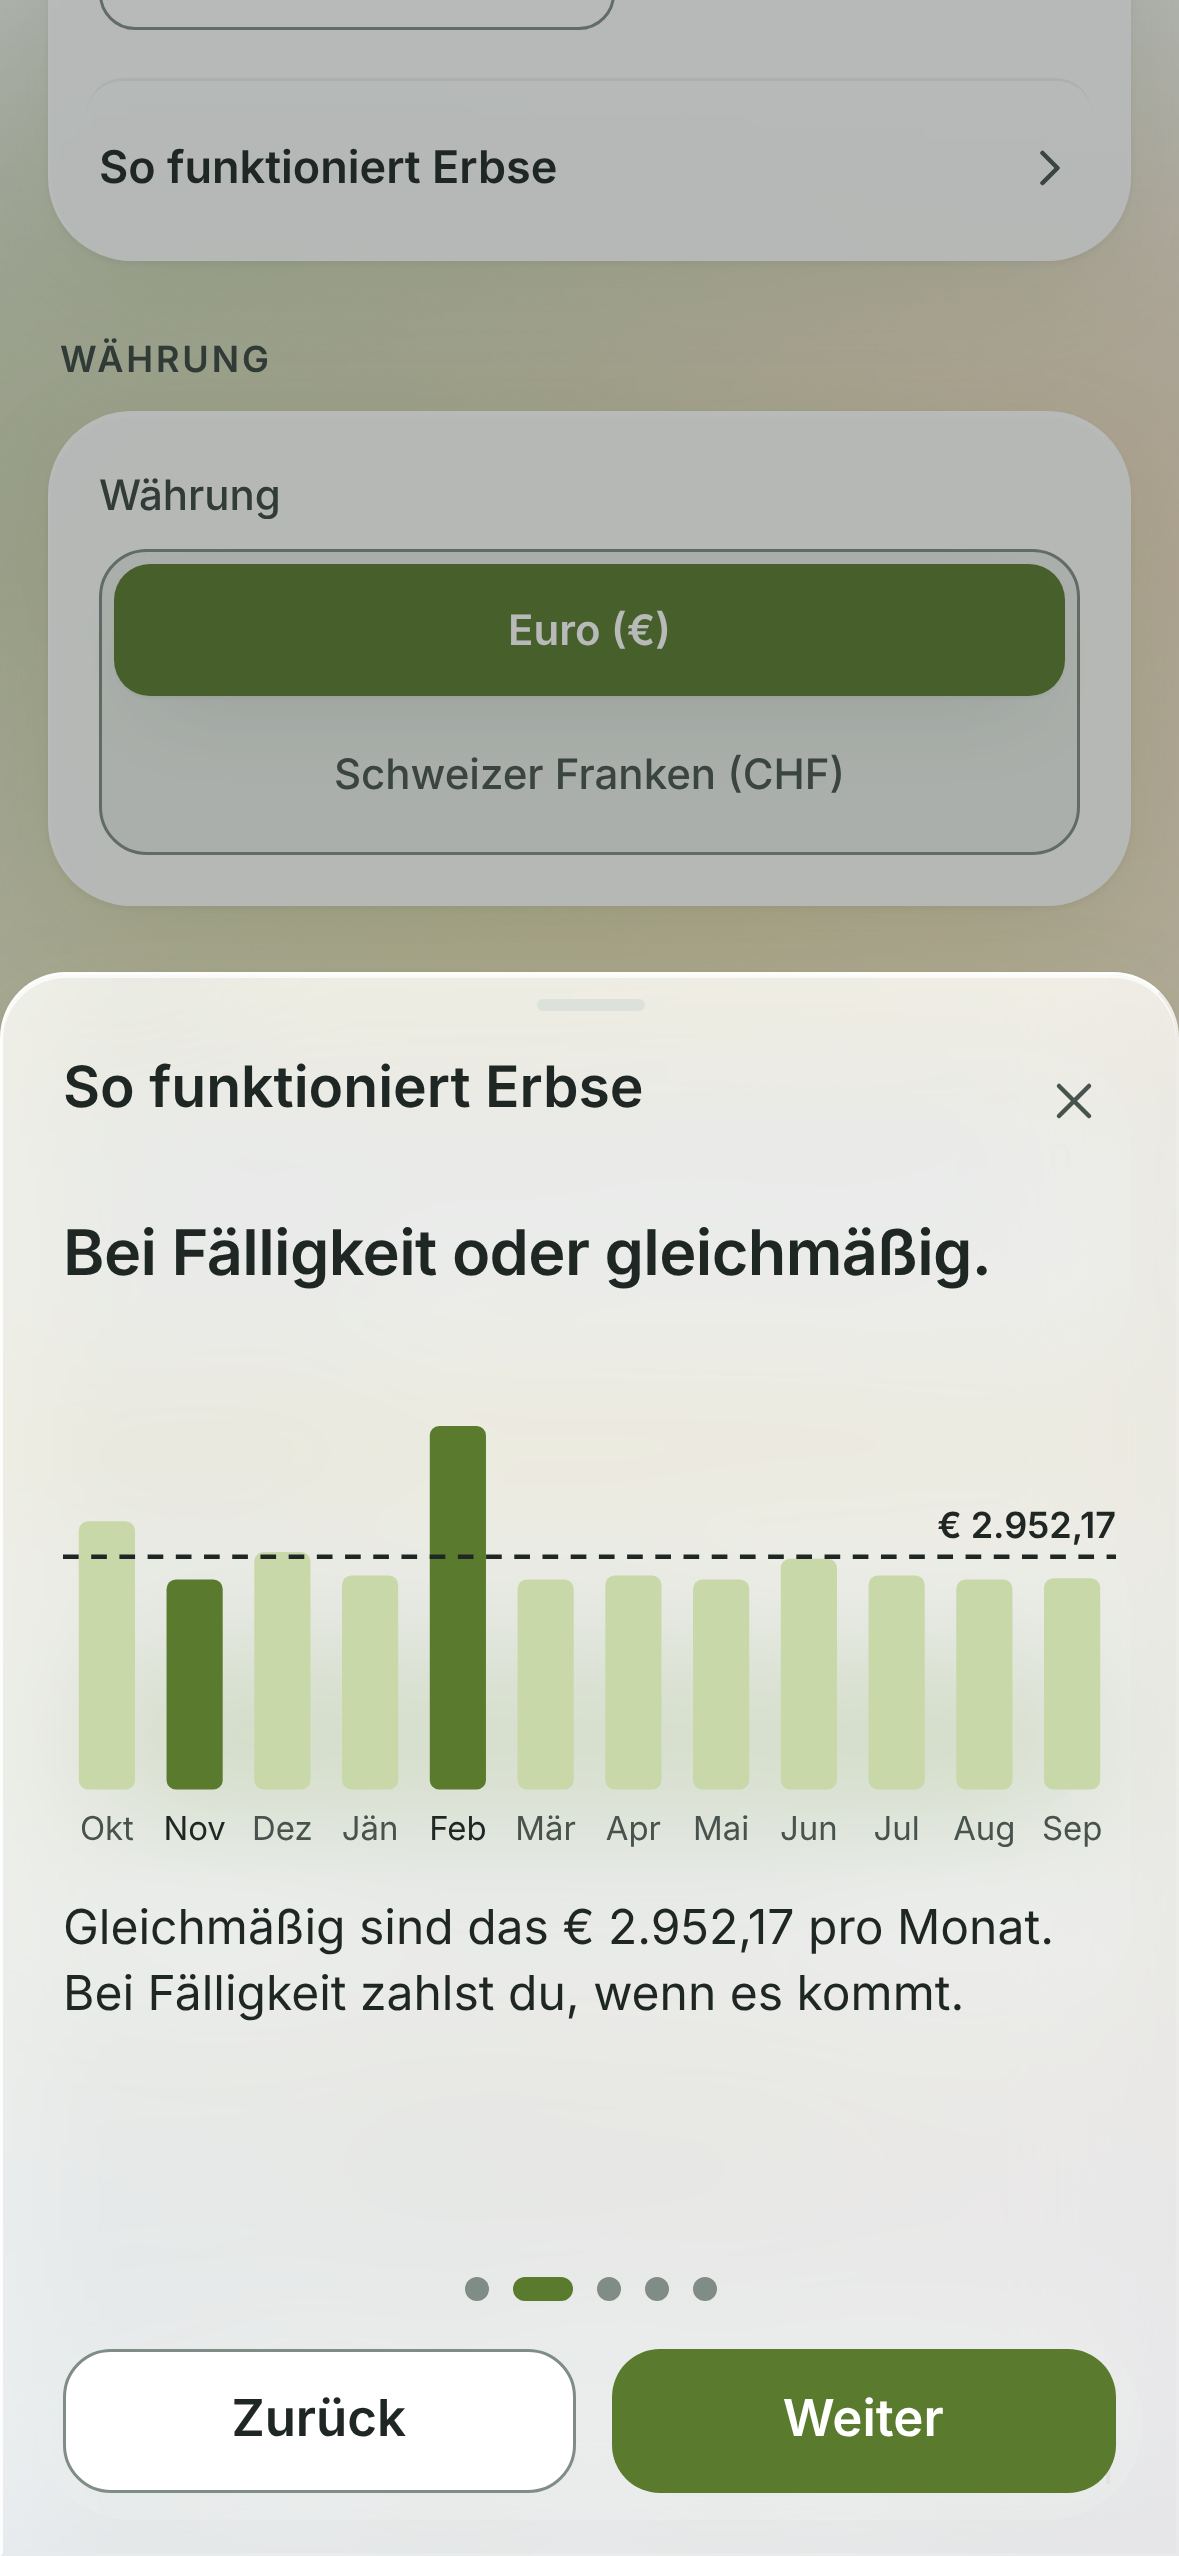 So funktioniert Erbse
WÄHRUNG
Währung
Euro (€)
Schweizer Franken (CHF)
So funktioniert Erbse
Bei Fälligkeit oder gleichmäßig.
€ 2.952,17
Okt Nov Dez Jän Feb Mär Apr Mai Jun Jul Aug Sep
Gleichmäßig sind das € 2.952,17 pro Monat.
Bei Fälligkeit zahlst du, wenn es kommt.
Zurück Weiter